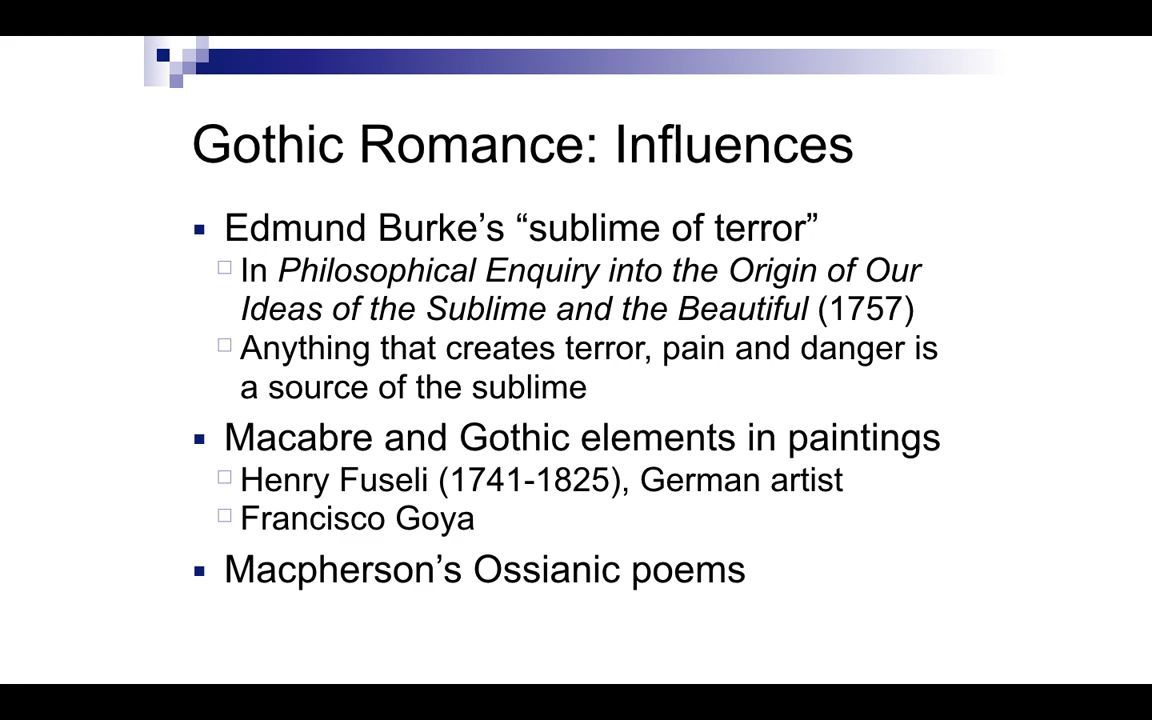 Gothic Romance: Influences
Edmund Burke’s “sublime of terror”
In Philosophical Enquiry into the Origin of Our
Ideas of the Sublime and the Beautiful (1757)
Anything that creates terror, pain and danger is
a source of the sublime
Macabre and Gothic elements in paintings
Henry Fuseli (1741-1825), German artist
Francisco Goya
Macpherson’s Ossianic poems